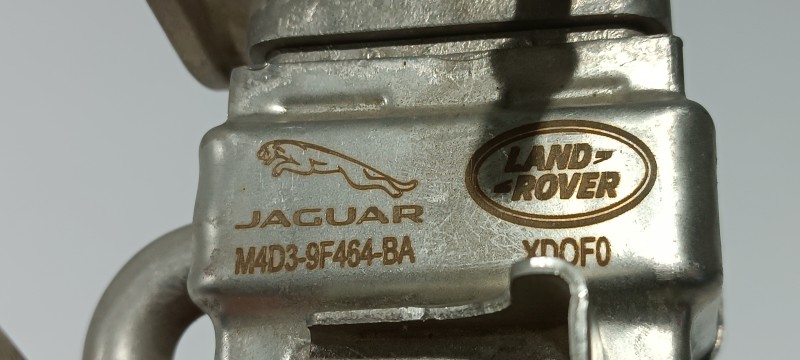 JAGUAR
LAND
ROVER
M4D3-9F464-BA
XDOF0